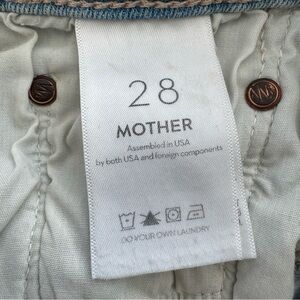 28
MOTHER
Assembled in USA
by both USA and foreign components
DO YOUR OWN LAUNDRY